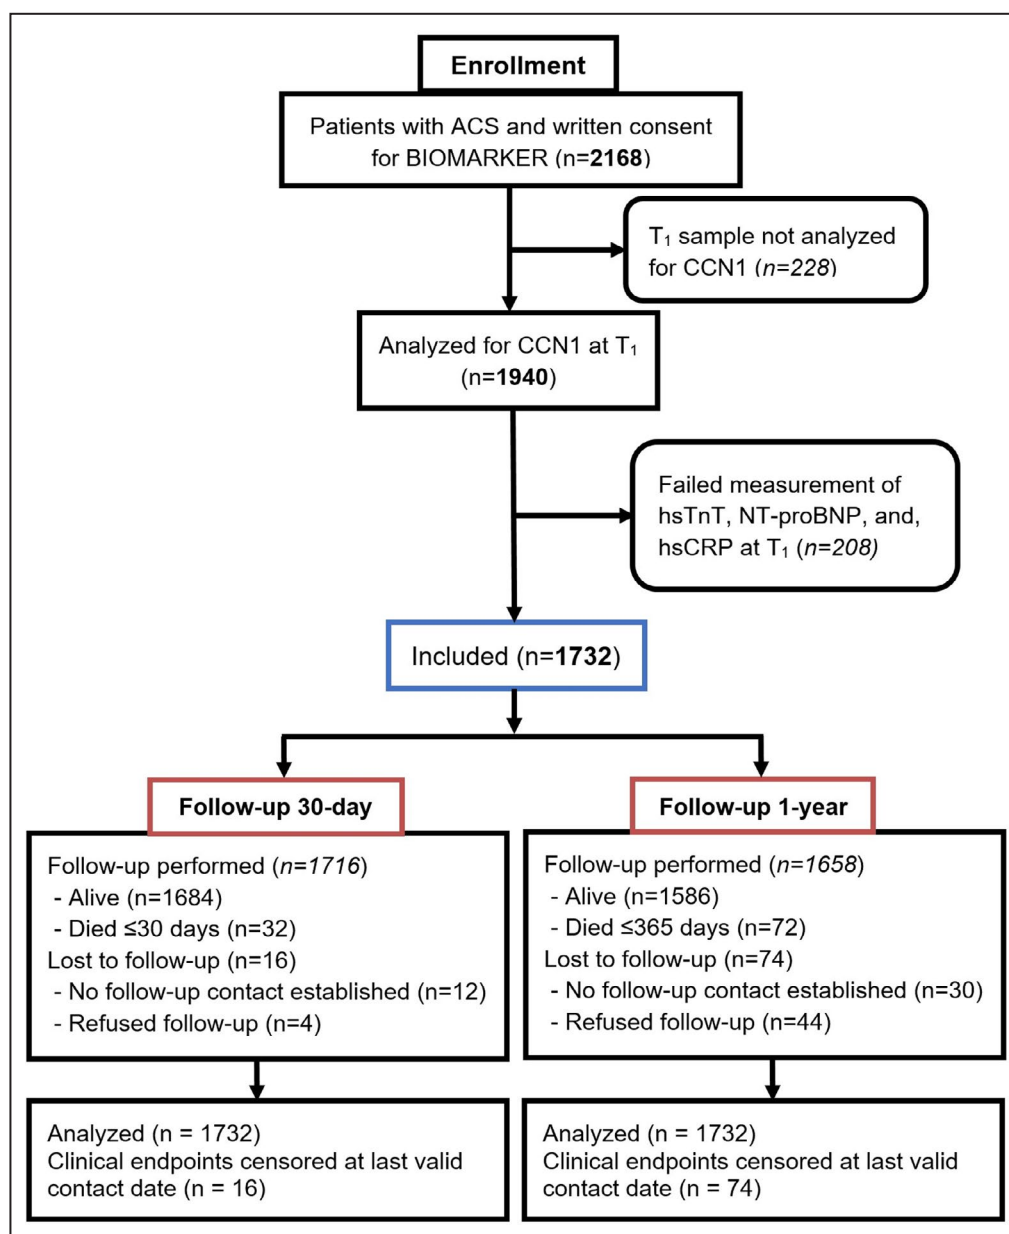 Enrollment
Patients with ACS and written consent
for BIOMARKER (n=2168)
T₁ sample not analyzed
for CCN1 (n=228)
Analyzed for CCN1 at T₁
(n=1940)
Failed measurement of
hsTnT, NT-proBNP, and,
hsCRP at T₁ (n=208)
Included (n=1732)
Follow-up 30-day
Follow-up performed (n=1716)
- Alive (n=1684)
- Died ≤30 days (n=32)
Lost to follow-up (n=16)
- No follow-up contact established (n=12)
- Refused follow-up (n=4)
Analyzed (n = 1732)
Clinical endpoints censored at last valid
contact date (n = 16)
Follow-up 1-year
Follow-up performed (n=1658)
- Alive (n=1586)
- Died ≤365 days (n=72)
Lost to follow-up (n=74)
- No follow-up contact established (n=30)
- Refused follow-up (n=44)
Analyzed (n = 1732)
Clinical endpoints censored at last valid
contact date (n = 74)